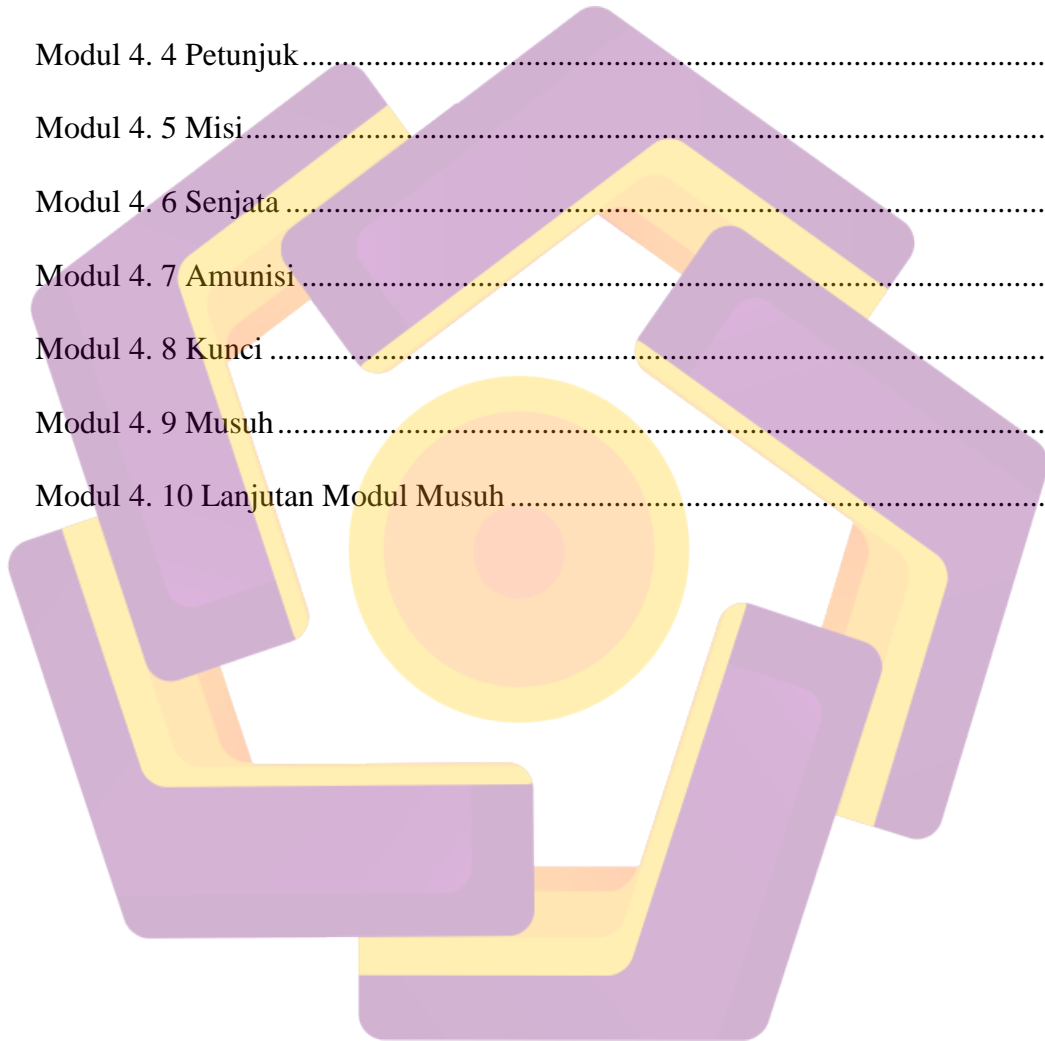 Modul 4. 4 Petunjuk....................................................................................................
Modul 4. 5 Misi...........................................................................................................
Modul 4. 6 Senjata ......................................................................................................
Modul 4. 7 Amunisi ....................................................................................................
Modul 4. 8 Kunci ........................................................................................................
Modul 4. 9 Musuh.......................................................................................................
Modul 4. 10 Lanjutan Modul Musuh .........................................................................